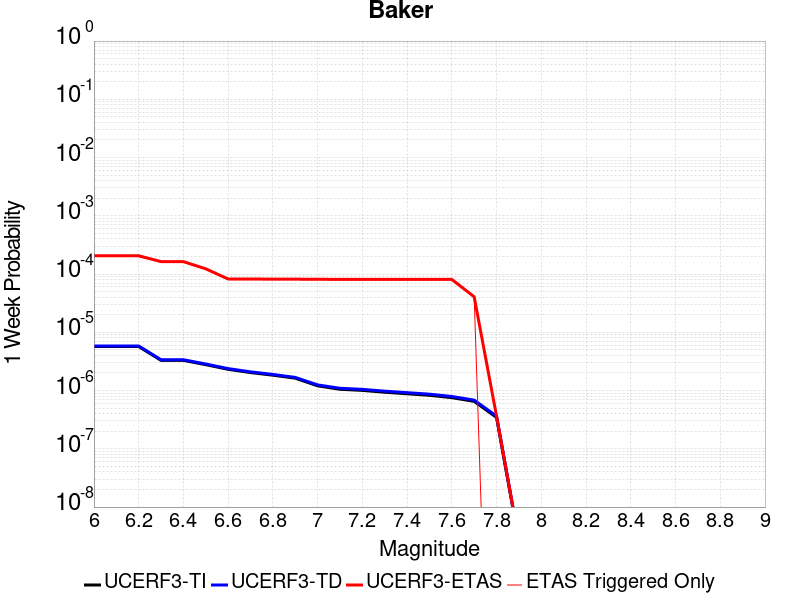 Baker
10^0
10^-1
10^-2
10^-3
10^-4
10^-5
10^-6
10^-7
10^-8
1 Week Probability
6 6.2 6.4 6.6 6.8 7 7.2 7.4 7.6 7.8 8 8.2 8.4 8.6 8.8 9
Magnitude
UCERF3-TI UCERF3-TD UCERF3-ETAS ETAS Triggered Only